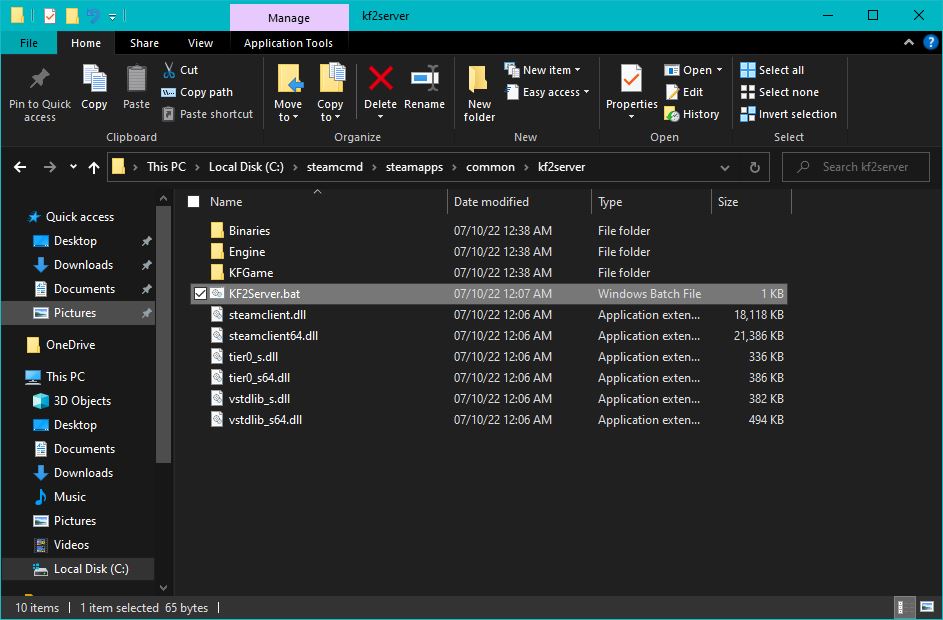 Manage
kf2server
File
Home
Share
View
Application Tools
Pin to Quick access
Copy
Paste
Cut
Copy path
Paste shortcut
Clipboard
Move to
Copy to
Delete
Rename
Organize
New folder
New item
Easy access
New
Properties
Open
Edit
History
Open
Select all
Select none
Invert selection
Select
This PC > Local Disk (C:) > steamcmd > steamapps > common > kf2server
Search kf2server
Quick access
Desktop
Downloads
Documents
Pictures
OneDrive
This PC
3D Objects
Desktop
Documents
Downloads
Music
Pictures
Videos
Local Disk (C:)
Name Date modified Type Size
Binaries 07/10/22 12:38 AM File folder
Engine 07/10/22 12:38 AM File folder
KFGame 07/10/22 12:38 AM File folder
KF2Server.bat 07/10/22 12:07 AM Windows Batch File 1 KB
steamclient.dll 07/10/22 12:06 AM Application exten... 18,118 KB
steamclient64.dll 07/10/22 12:06 AM Application exten... 21,386 KB
tier0_s.dll 07/10/22 12:06 AM Application exten... 336 KB
tier0_s64.dll 07/10/22 12:06 AM Application exten... 386 KB
vstdlib_s.dll 07/10/22 12:06 AM Application exten... 382 KB
vstdlib_s64.dll 07/10/22 12:06 AM Application exten... 494 KB
10 items | 1 item selected 65 bytes |